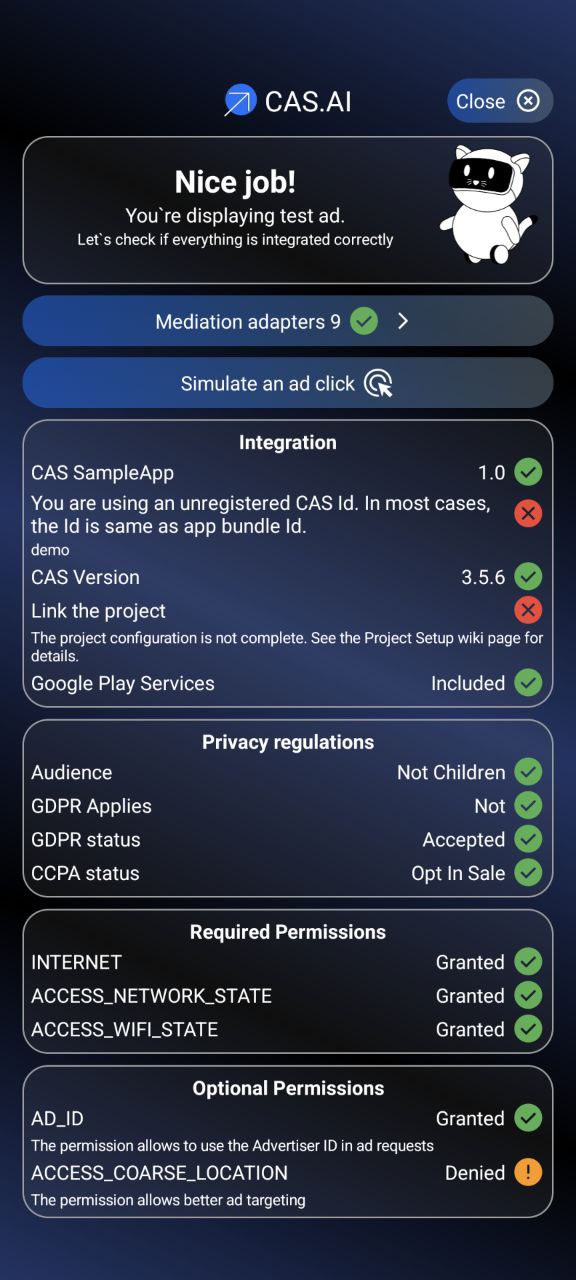 CAS.AI
Close
Nice job!
You`re displaying test ad.
Let`s check if everything is integrated correctly
Mediation adapters 9
Simulate an ad click
Integration
CAS SampleApp 1.0
You are using an unregistered CAS Id. In most cases,
the Id is same as app bundle Id.
demo
CAS Version 3.5.6
Link the project
The project configuration is not complete. See the Project Setup wiki page for
details.
Google Play Services Included
Privacy regulations
Audience Not Children
GDPR Applies Not
GDPR status Accepted
CCPA status Opt In Sale
Required Permissions
INTERNET Granted
ACCESS_NETWORK_STATE Granted
ACCESS_WIFI_STATE Granted
Optional Permissions
AD_ID Granted
The permission allows to use the Advertiser ID in ad requests
ACCESS_COARSE_LOCATION Denied
The permission allows better ad targeting